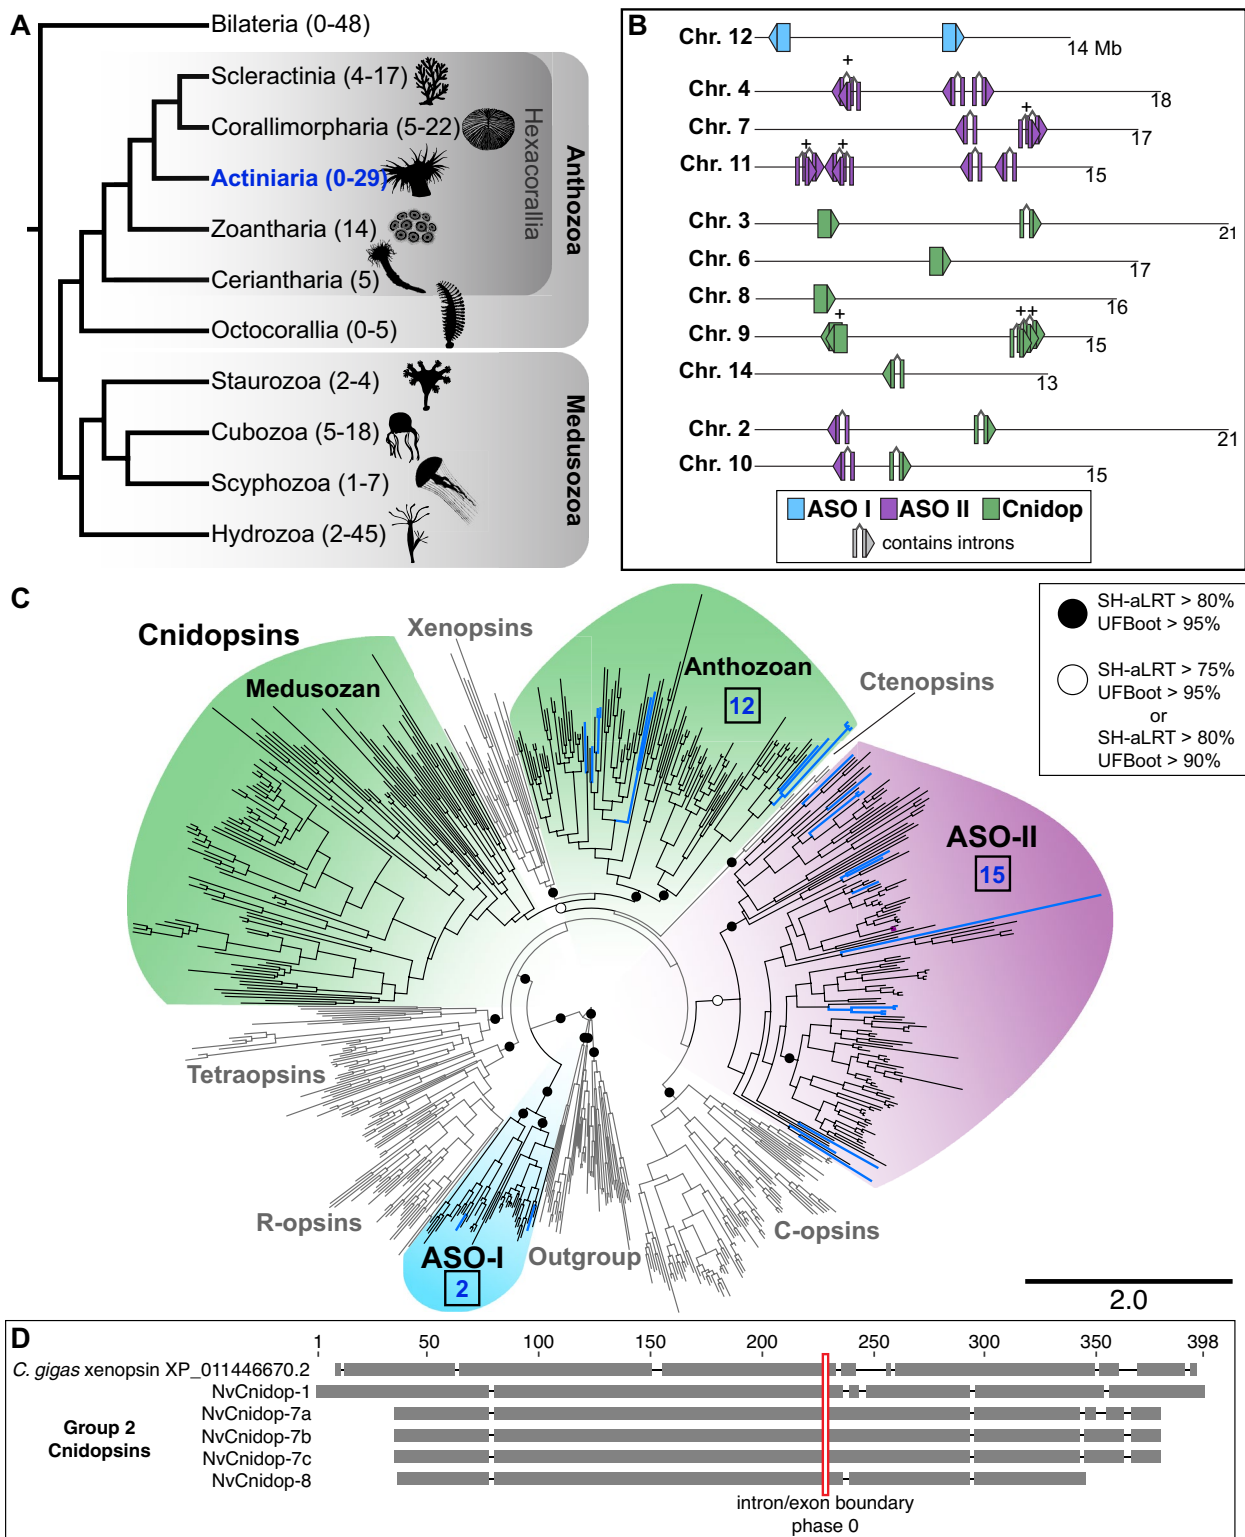 A
Bilateria (0-48)
Scleractinia (4-17)
Corallimorpharia (5-22)
Actiniaria (0-29)
Zoantharia (14)
Ceriantharia (5)
Octocorallia (0-5)
Staurozoa (2-4)
Cubozoa (5-18)
Scyphozoa (1-7)
Hydrozoa (2-45)
Hexacorallia
Anthozoa
Medusozoa
B
Chr. 12
14 Mb
+
Chr. 4
18
+
Chr. 7
17
+ +
Chr. 11
15
Chr. 3
21
Chr. 6
17
Chr. 8
16
+ ++
Chr. 9
15
Chr. 14
13
Chr. 2
21
Chr. 10
15
ASO I ASO II Cnidop
contains introns
C
SH-aLRT > 80%
UFBoot > 95%
SH-aLRT > 75%
UFBoot > 95%
or
SH-aLRT > 80%
UFBoot > 90%
Cnidopsins
Xenopsins
Medusozan
Anthozoan
12
Ctenopsins
ASO-II
15
Tetraopsins
R-opsins
ASO-I
2
Outgroup
C-opsins
2.0
D
1 50 100 150 200 250 300 350 398
C. gigas xenopsin XP_011446670.2
NvCnidop-1
Group 2
Cnidopsins
NvCnidop-7a
NvCnidop-7b
NvCnidop-7c
NvCnidop-8
intron/exon boundary
phase 0